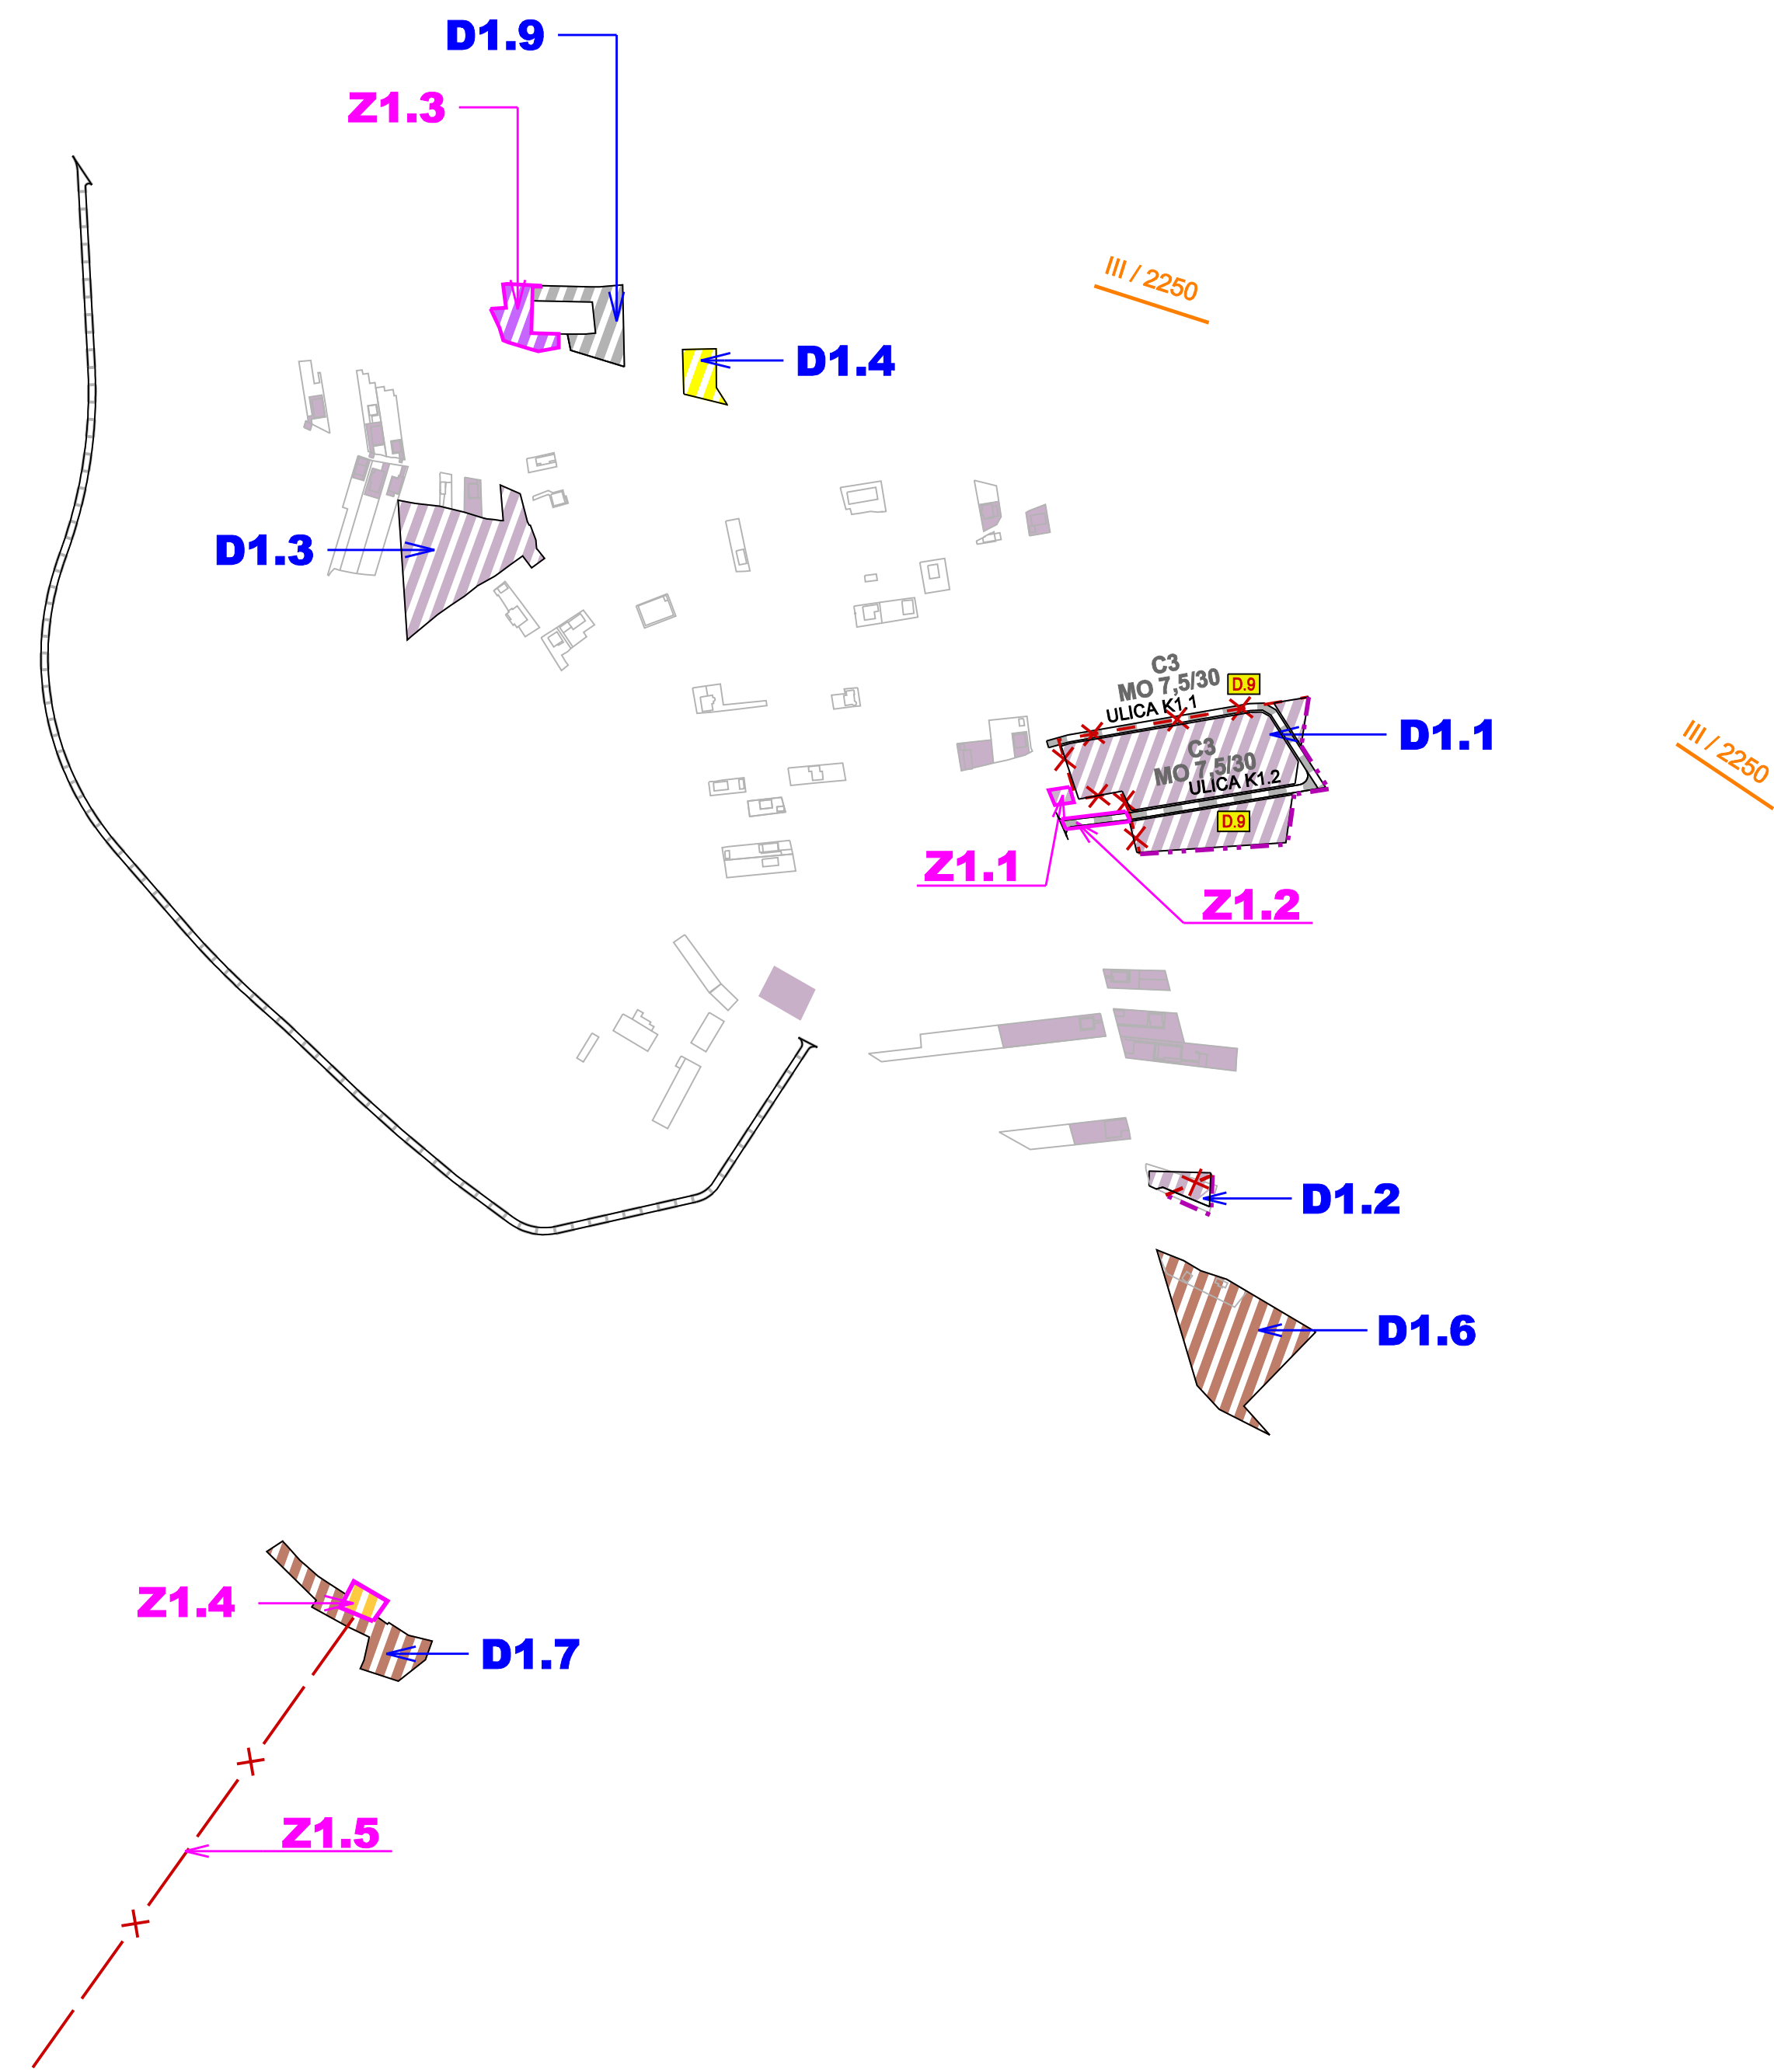 D1.9
Z1.3
III / 2250
D1.4
D1.3
C3
MO 7,5/30
D.9
ULICA K1.1
D1.1
III / 2250
C3
MO 7,5/30
ULICA K1.2
D.9
Z1.1
Z1.2
D1.2
D1.6
Z1.4
D1.7
Z1.5